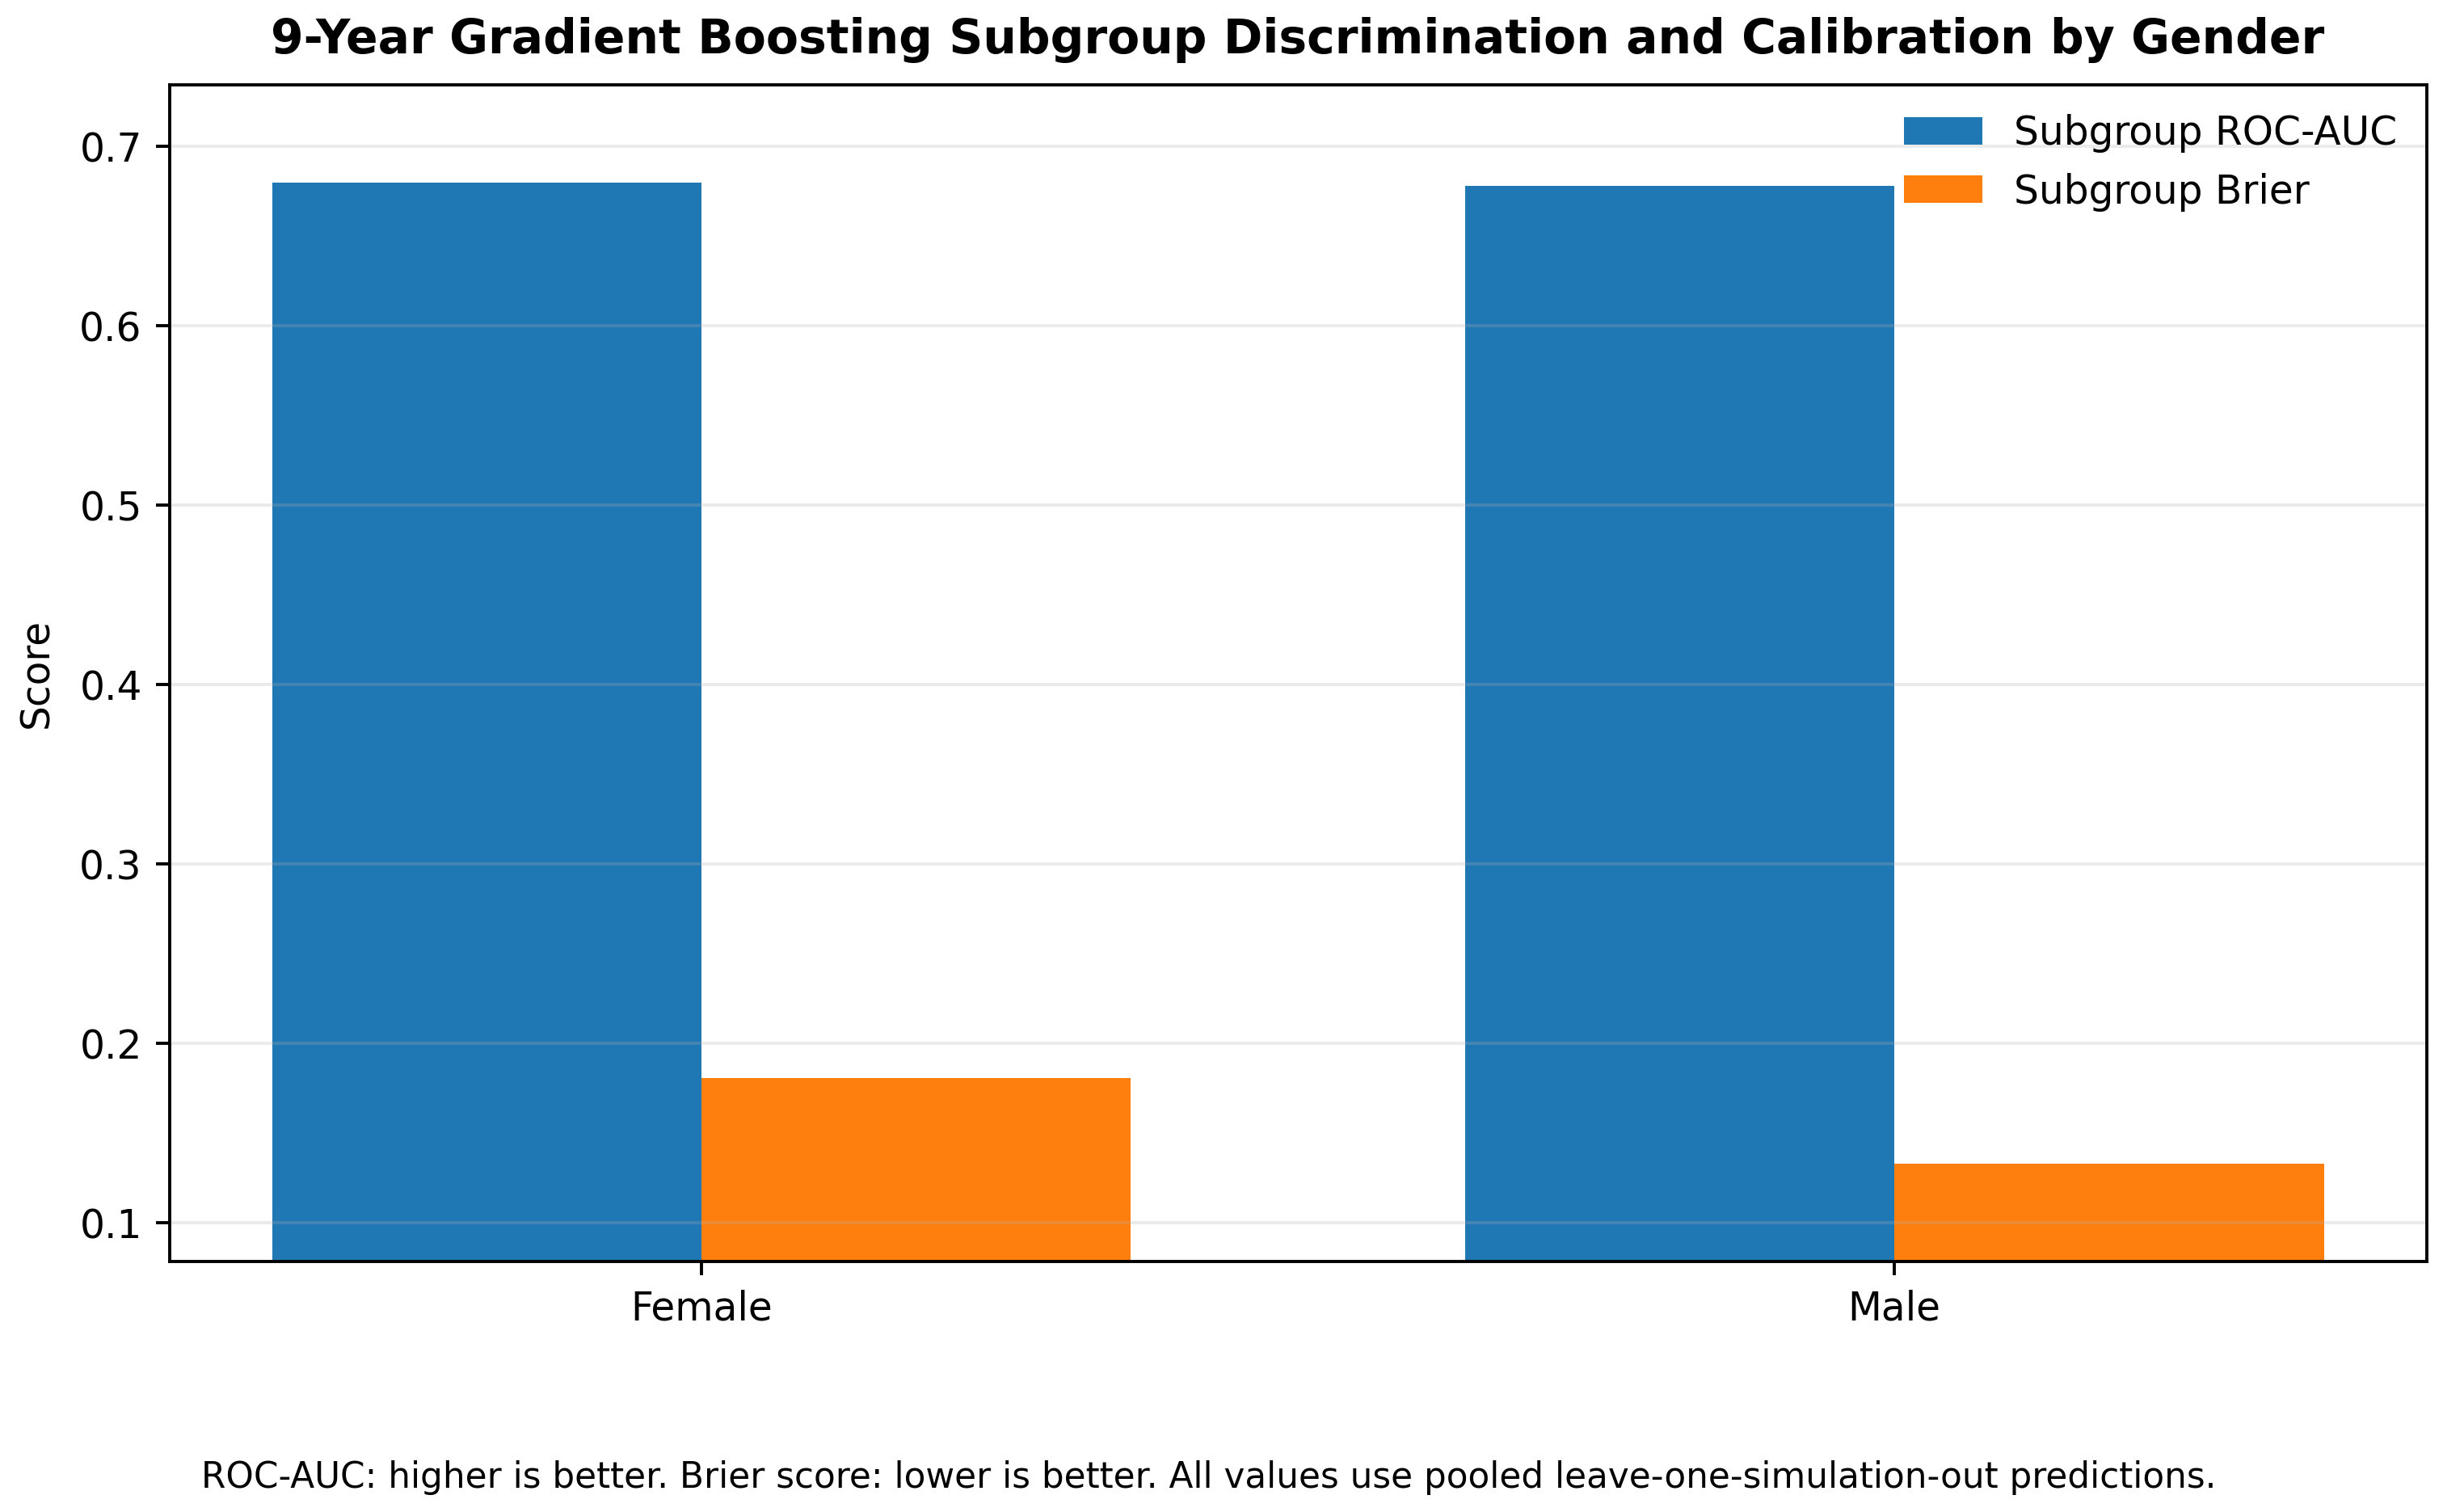 9-Year Gradient Boosting Subgroup Discrimination and Calibration by Gender
Subgroup ROC-AUC
Subgroup Brier
Score
0.7
0.6
0.5
0.4
0.3
0.2
0.1
Female
Male
ROC-AUC: higher is better. Brier score: lower is better. All values use pooled leave-one-simulation-out predictions.